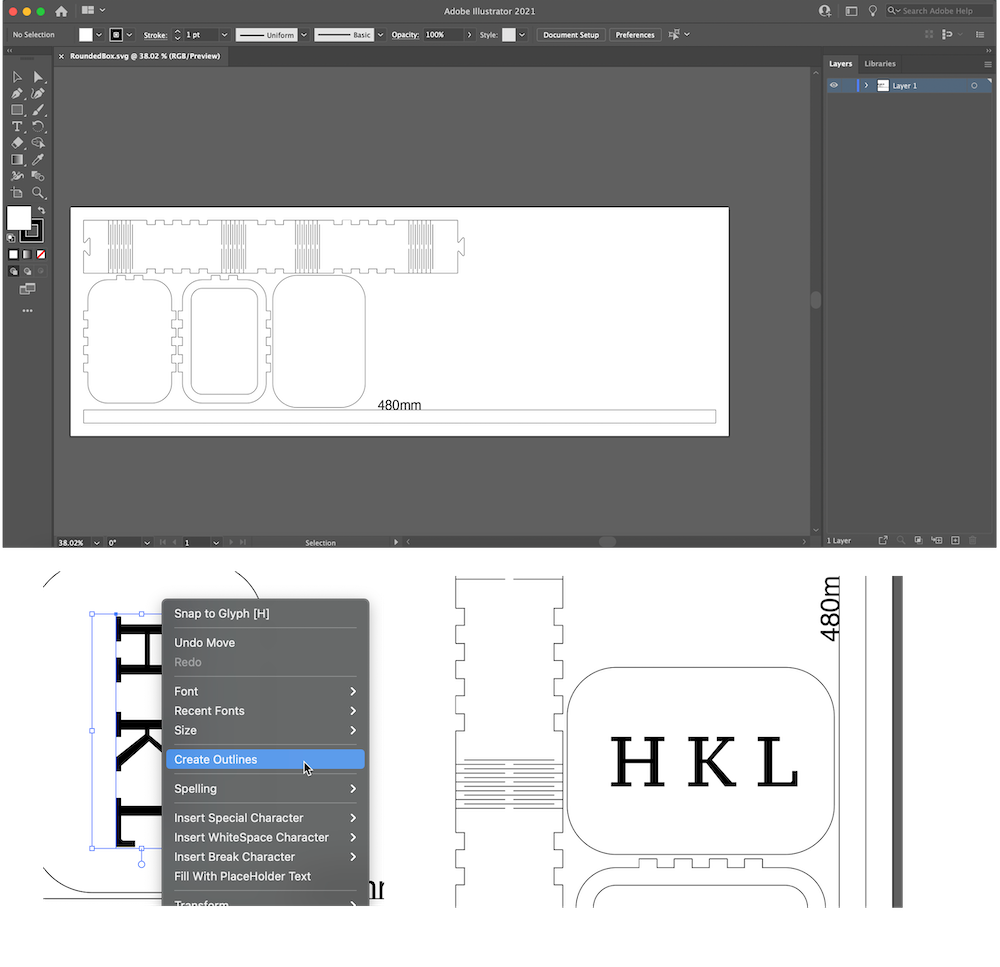 Adobe Illustrator 2021
Search Adobe Help
No Selection
Stroke:
1 pt
Uniform
Basic
Opacity:
100%
Style:
Document Setup
Preferences
× RoundedBox.svg @ 38.02 % (RGB/Preview)
Layers
Libraries
Layer 1
480mm
38.02%
0°
1
Selection
1 Layer
H
K
L
Snap to Glyph [H]
Undo Move
Redo
Font
Recent Fonts
Size
Create Outlines
Spelling
Insert Special Character
Insert WhiteSpace Character
Insert Break Character
Fill With PlaceHolder Text
Transform
480m
HKL